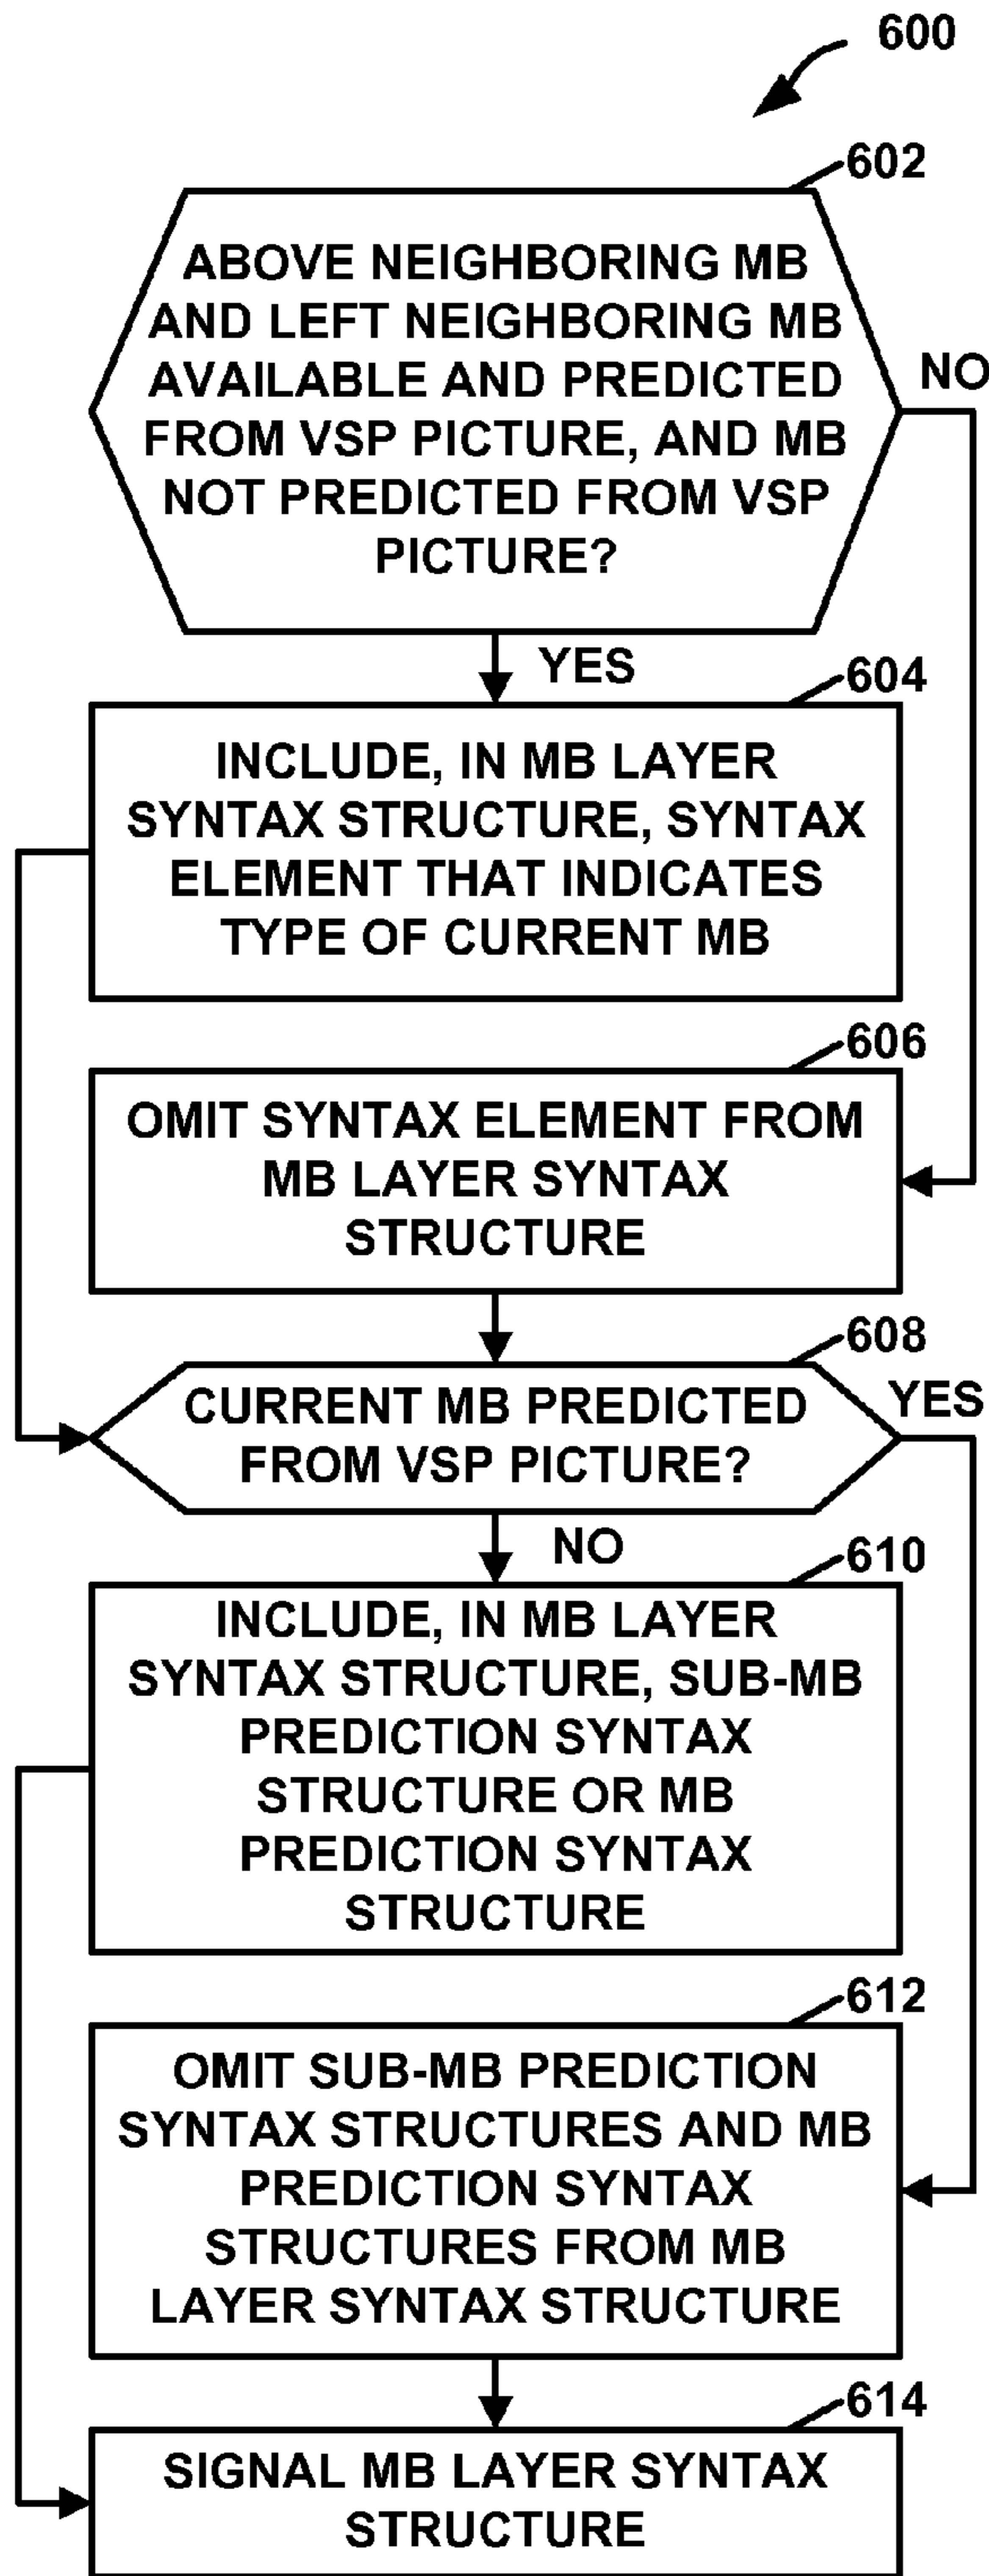 600
602
ABOVE NEIGHBORING MB
AND LEFT NEIGHBORING MB
AVAILABLE AND PREDICTED
FROM VSP PICTURE, AND MB
NOT PREDICTED FROM VSP
PICTURE?
NO
YES
604
INCLUDE, IN MB LAYER
SYNTAX STRUCTURE, SYNTAX
ELEMENT THAT INDICATES
TYPE OF CURRENT MB
606
OMIT SYNTAX ELEMENT FROM
MB LAYER SYNTAX
STRUCTURE
608
CURRENT MB PREDICTED
FROM VSP PICTURE?
YES
NO
610
INCLUDE, IN MB LAYER
SYNTAX STRUCTURE, SUB-MB
PREDICTION SYNTAX
STRUCTURE OR MB
PREDICTION SYNTAX
STRUCTURE
612
OMIT SUB-MB PREDICTION
SYNTAX STRUCTURES AND MB
PREDICTION SYNTAX
STRUCTURES FROM MB
LAYER SYNTAX STRUCTURE
614
SIGNAL MB LAYER SYNTAX
STRUCTURE